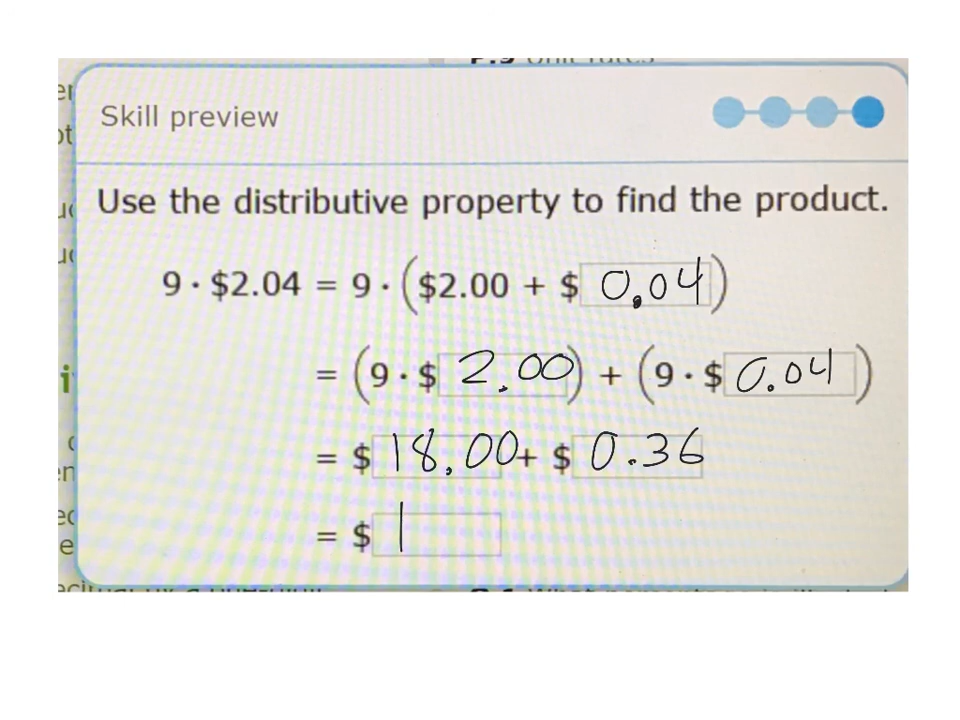 Skill preview
Use the distributive property to find the product.
9 · $2.04 = 9 · ($2.00 + $ 0.04)
= (9 · $ 2.00) + (9 · $ 0.04)
= $ 18.00 + $ 0.36
= $ 1